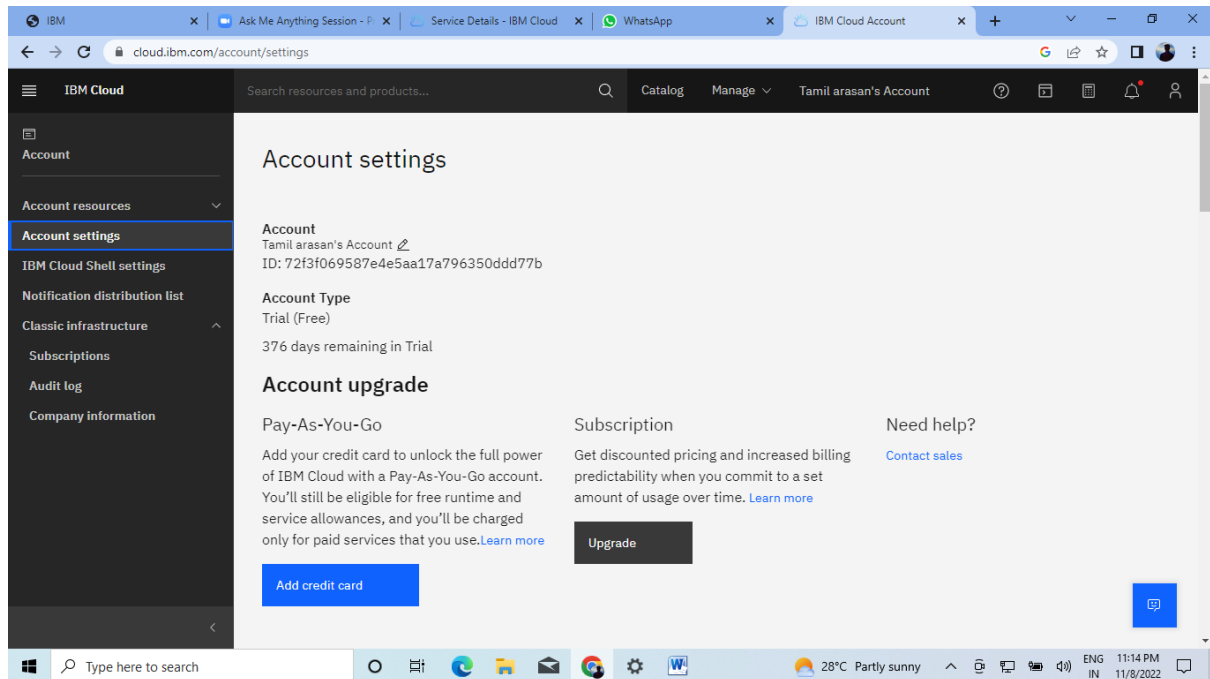 IBM
Ask Me Anything Session - P
Service Details - IBM Cloud
WhatsApp
IBM Cloud Account
cloud.ibm.com/account/settings
IBM Cloud
Search resources and products...
Catalog
Manage
Tamil arasan's Account
Account
Account resources
Account settings
IBM Cloud Shell settings
Notification distribution list
Classic infrastructure
Subscriptions
Audit log
Company information
Account settings
Account
Tamil arasan's Account
ID: 72f3f069587e4e5aa17a796350ddd77b
Account Type
Trial (Free)
376 days remaining in Trial
Account upgrade
Pay-As-You-Go
Add your credit card to unlock the full power
of IBM Cloud with a Pay-As-You-Go account.
You'll still be eligible for free runtime and
service allowances, and you'll be charged
only for paid services that you use.Learn more
Add credit card
Subscription
Get discounted pricing and increased billing
predictability when you commit to a set
amount of usage over time. Learn more
Upgrade
Need help?
Contact sales
Type here to search
28°C Partly sunny
ENG
IN
11:14 PM
11/8/2022